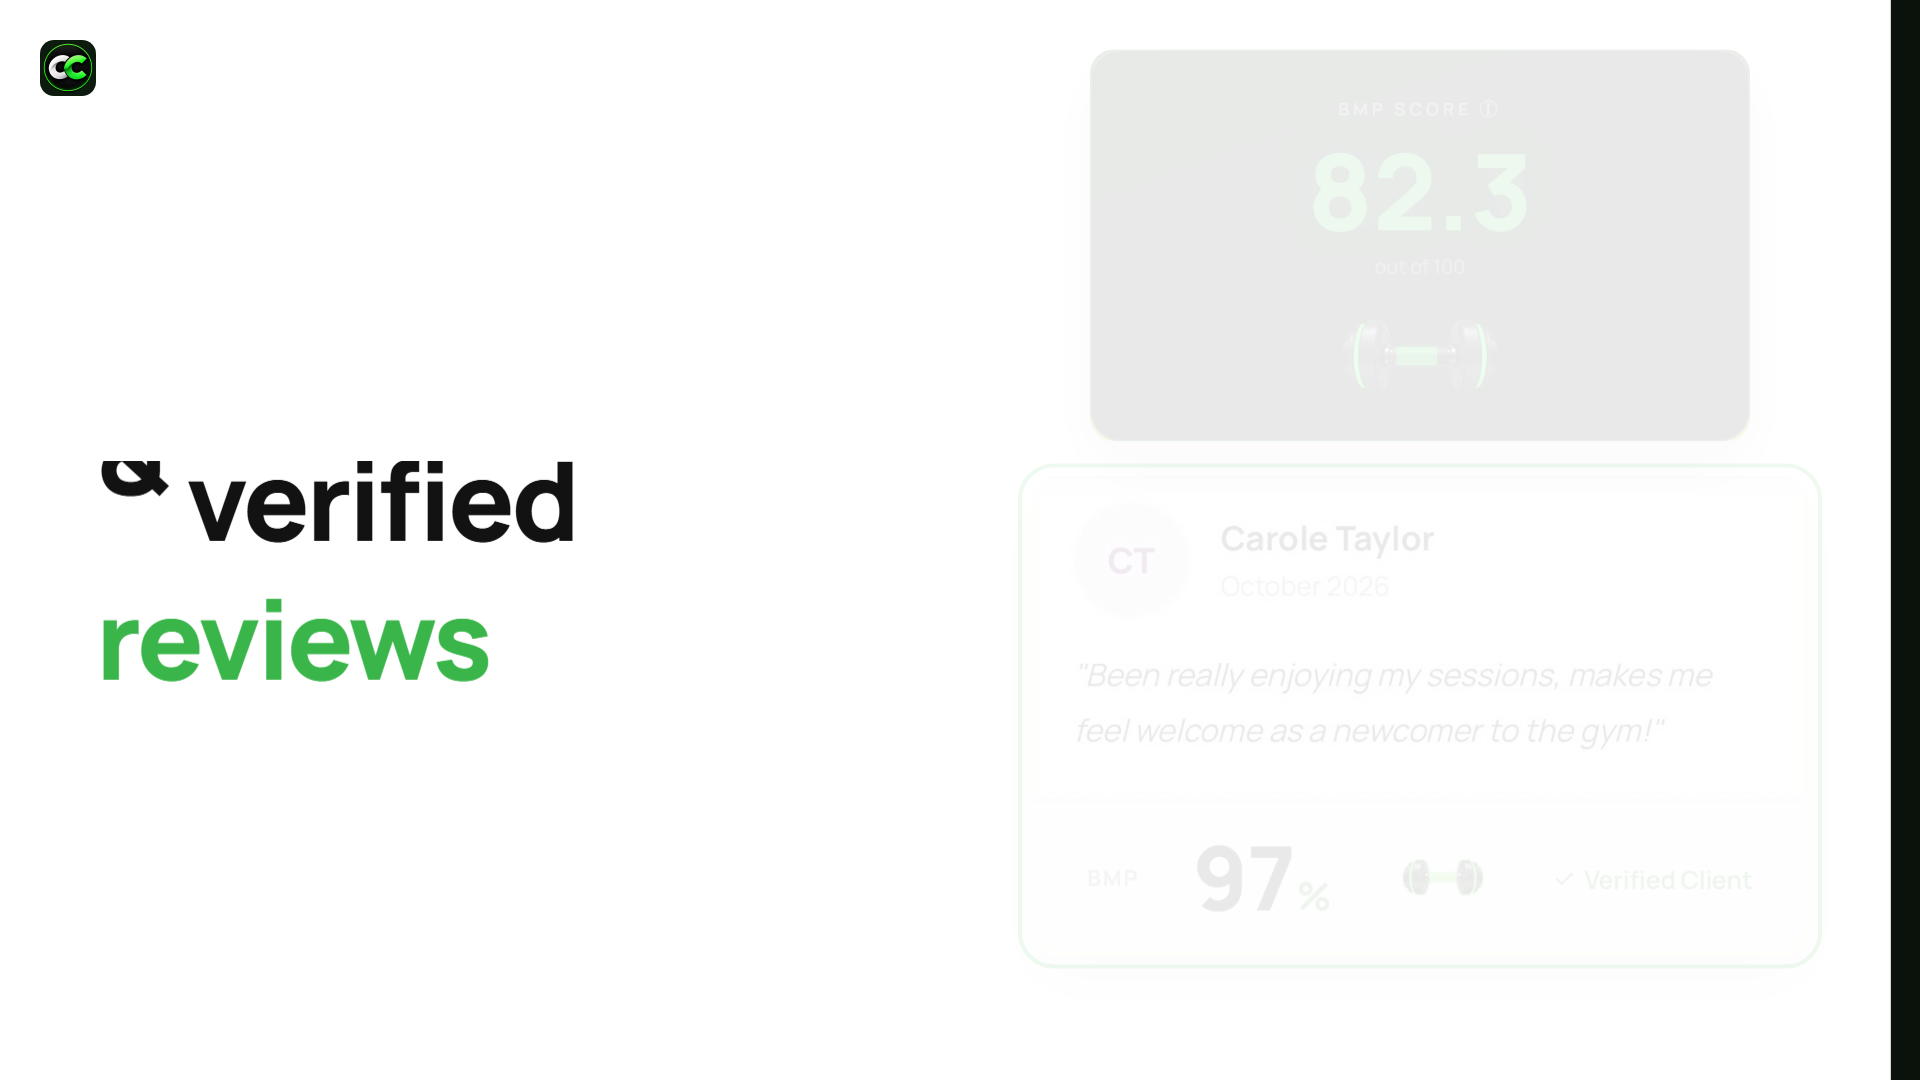 CC
& verified
reviews
BMP SCORE ⓘ
82.3
out of 100
CT
Carole Taylor
October 2026
"Been really enjoying my sessions, makes me
feel welcome as a newcomer to the gym!"
BMP
97%
✓ Verified Client